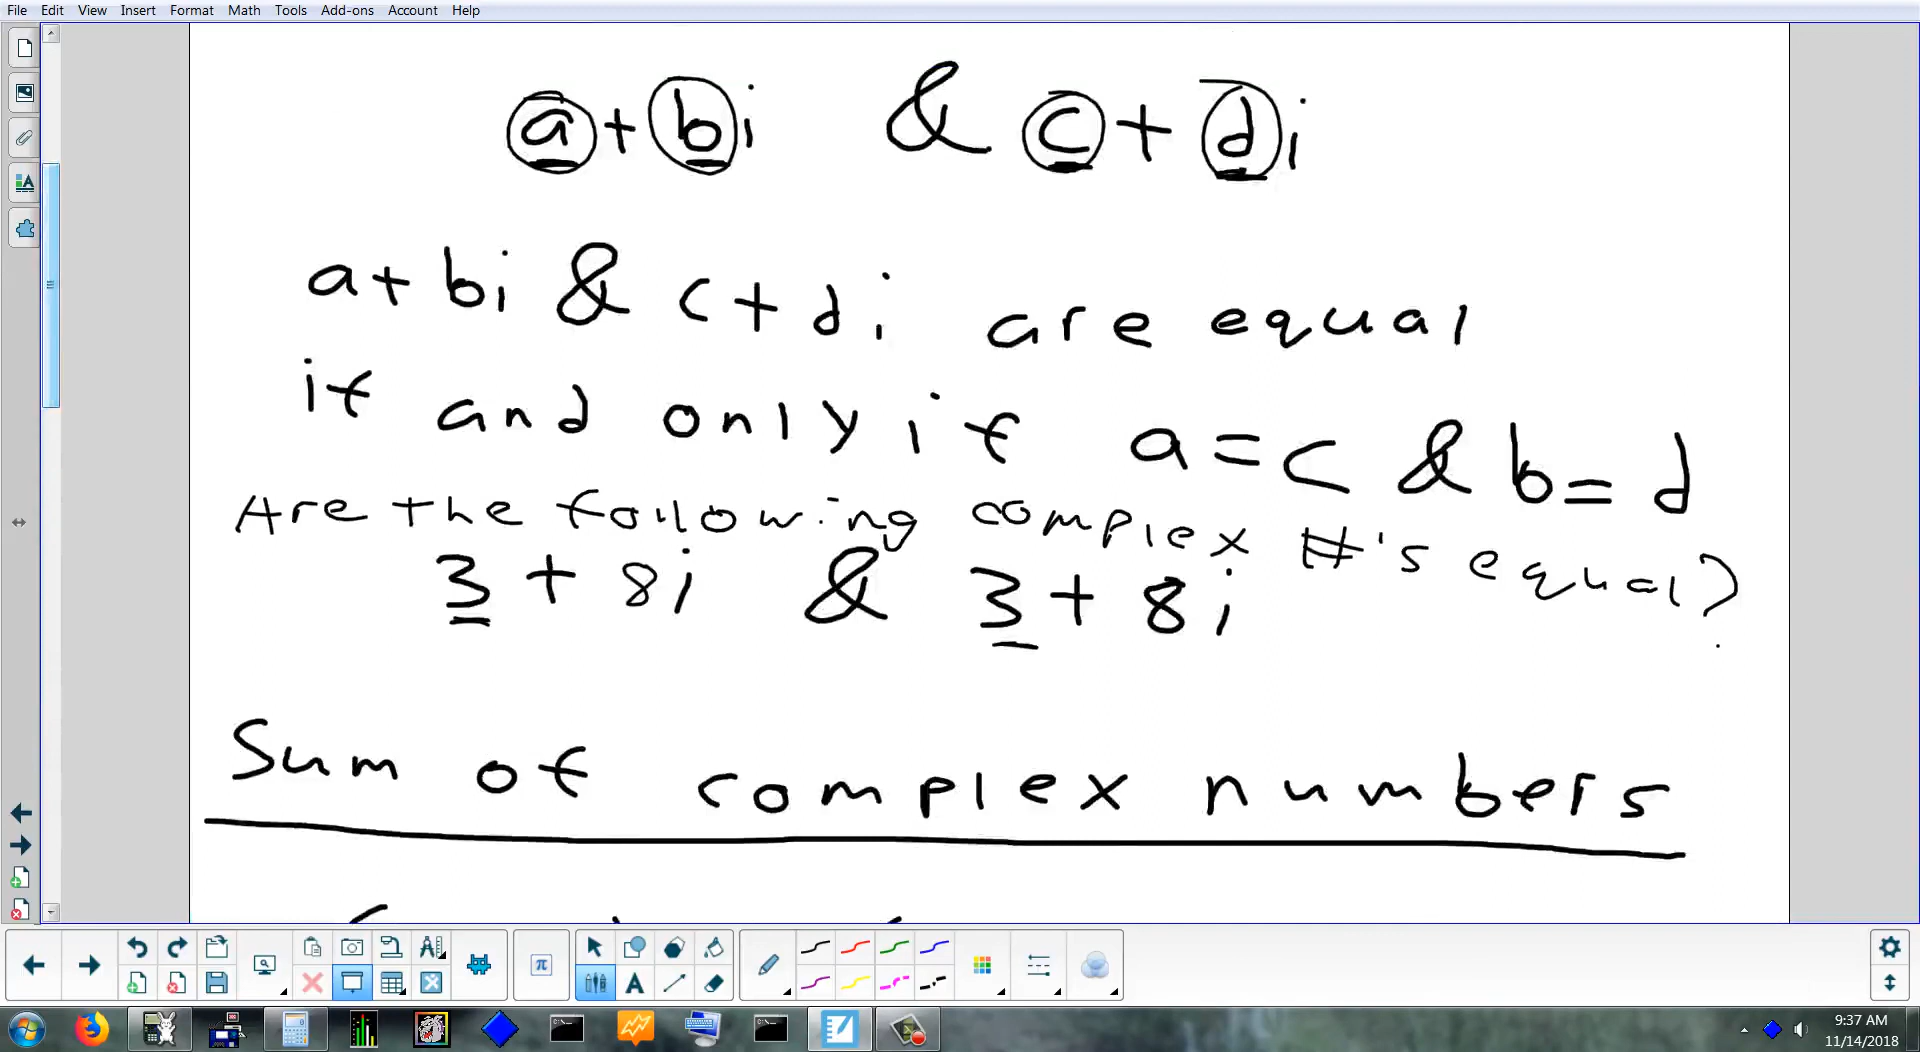 File Edit View Insert Format Math Tools Add-ons Account Help
a+bi & c+di
a+bi & c+di are equal
if and only if a=c & b=d
Are the following complex #'s equal?
3+8i & 3+8i
Sum of complex numbers
9:37 AM
11/14/2018